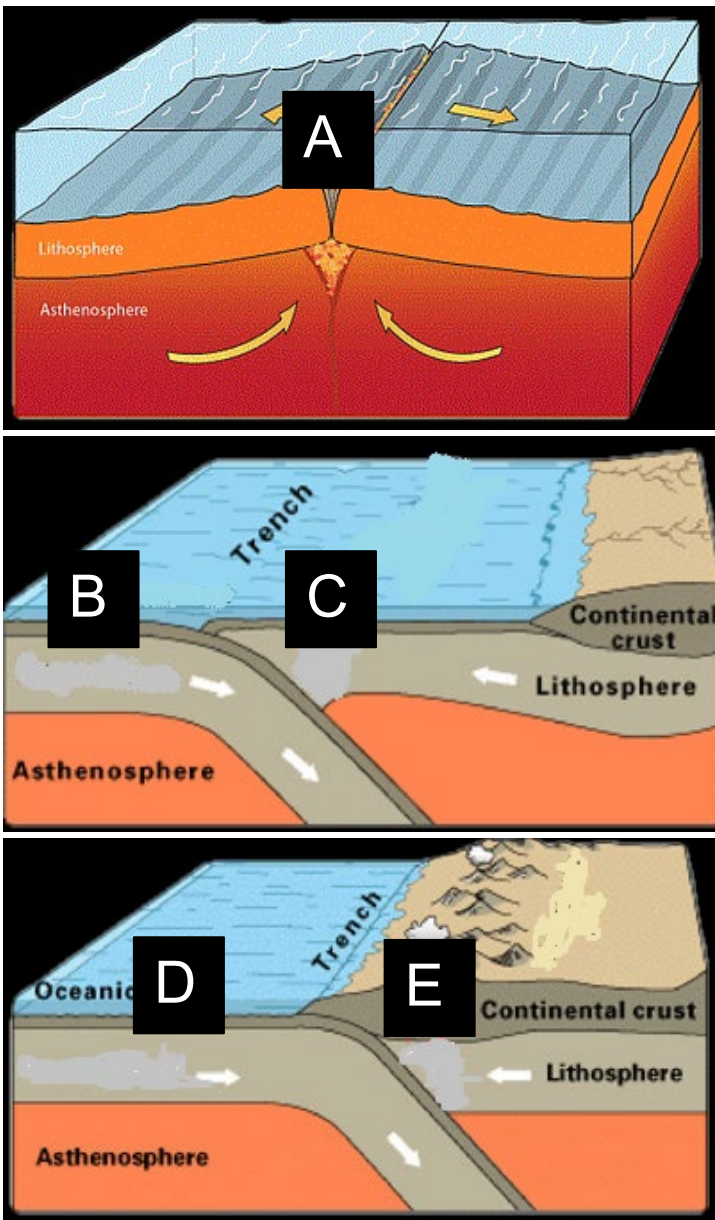 A
Lithosphere
Asthenosphere
Trench
B
C
Continental
crust
Lithosphere
Asthenosphere
Trench
D
E
Oceanic
Continental crust
Lithosphere
Asthenosphere